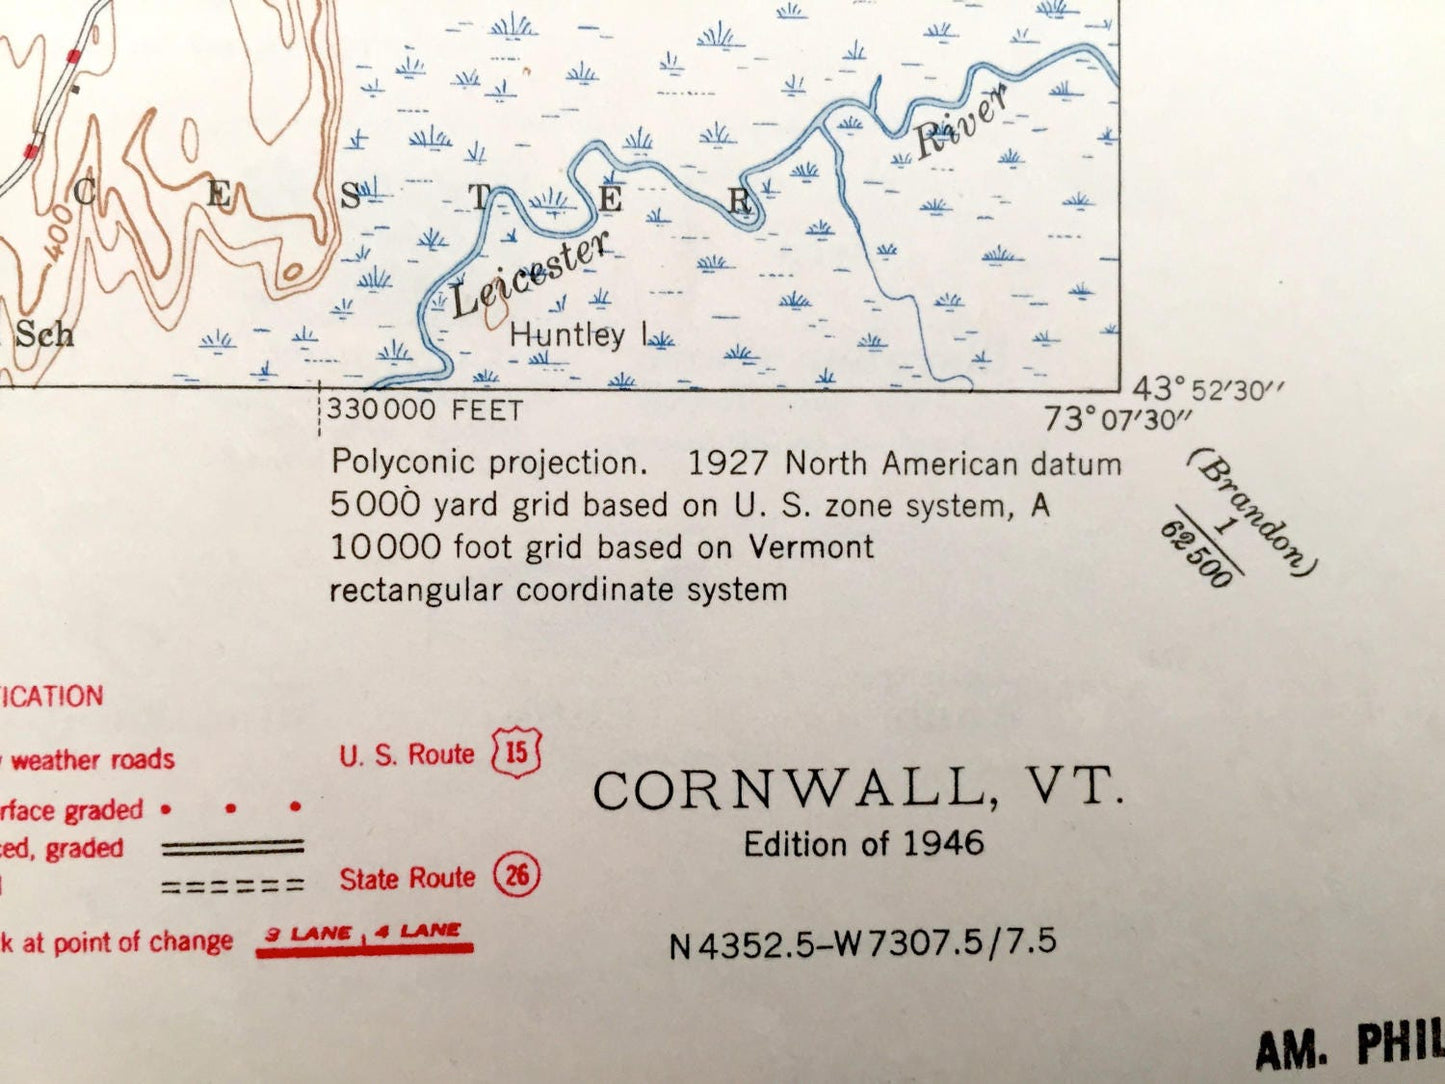 River
C E S T E R
400
Leicester
Sch
Huntley I.
43°52′30″
330000 FEET
73°07′30″
Polyconic projection. 1927 North American datum
5000 yard grid based on U. S. zone system, A
10000 foot grid based on Vermont
rectangular coordinate system
(Brandon)
1
62500
ICATION
weather roads
U. S. Route 15
rface graded
ced, graded
State Route 26
k at point of change
3 LANE 4 LANE
CORNWALL, VT.
Edition of 1946
N4352.5–W7307.5/7.5
AM. PHIL